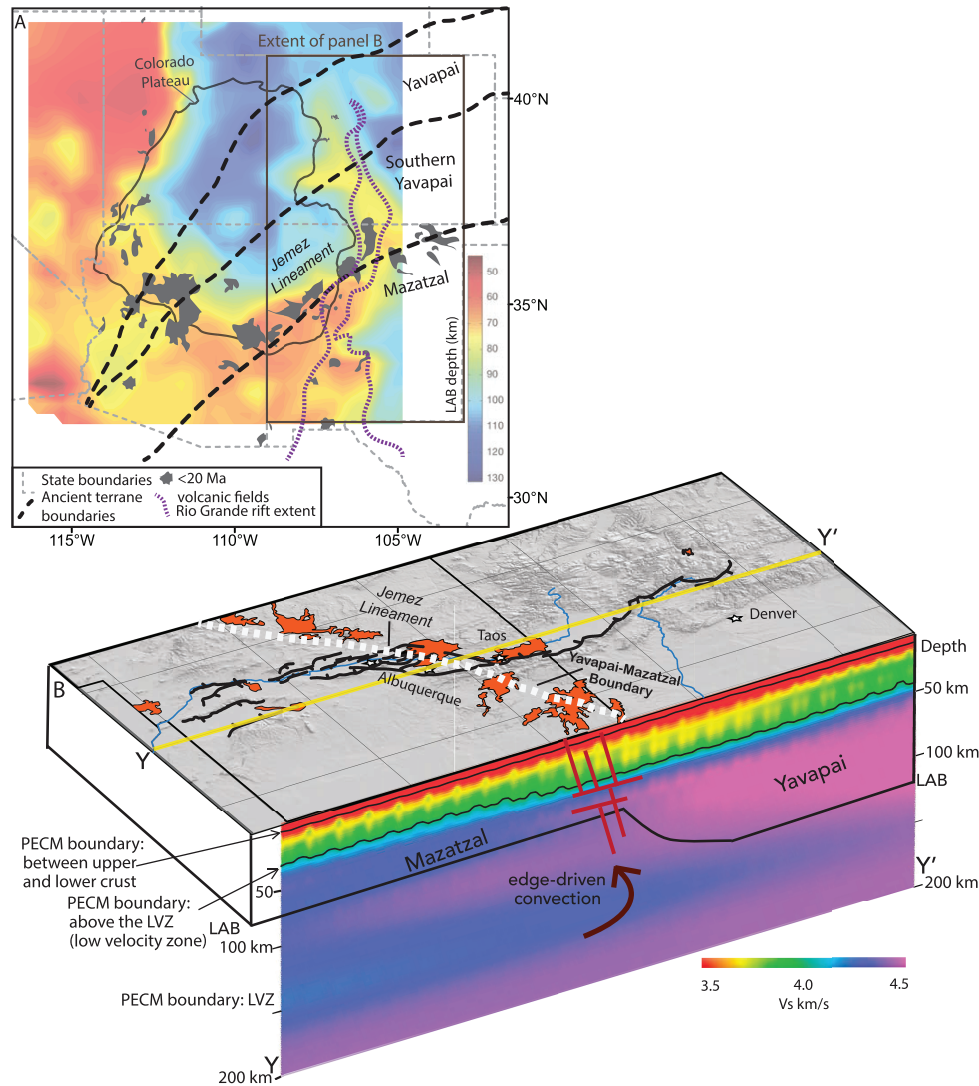 A
Extent of panel B
Colorado
Plateau
Yavapai
40°N
Southern
Yavapai
Jemez
Lineament
Mazatzal
35°N
LAB depth (km)
50
60
70
80
90
100
110
120
130
State boundaries
<20 Ma
volcanic fields
Ancient terrane
boundaries
Rio Grande rift extent
30°N
115°W
110°W
105°W
Y'
Jemez
Lineament
Taos
Denver
B
Albuquerque
Yavapai-Mazatzal
Boundary
Depth
50 km
Y
100 km
LAB
Yavapai
Mazatzal
PECM boundary:
between upper
and lower crust
50
edge-driven
convection
Y'
200 km
PECM boundary:
above the LVZ
(low velocity zone)
LAB
100 km
PECM boundary: LVZ
3.5
4.0
4.5
Vs km/s
Y
200 km